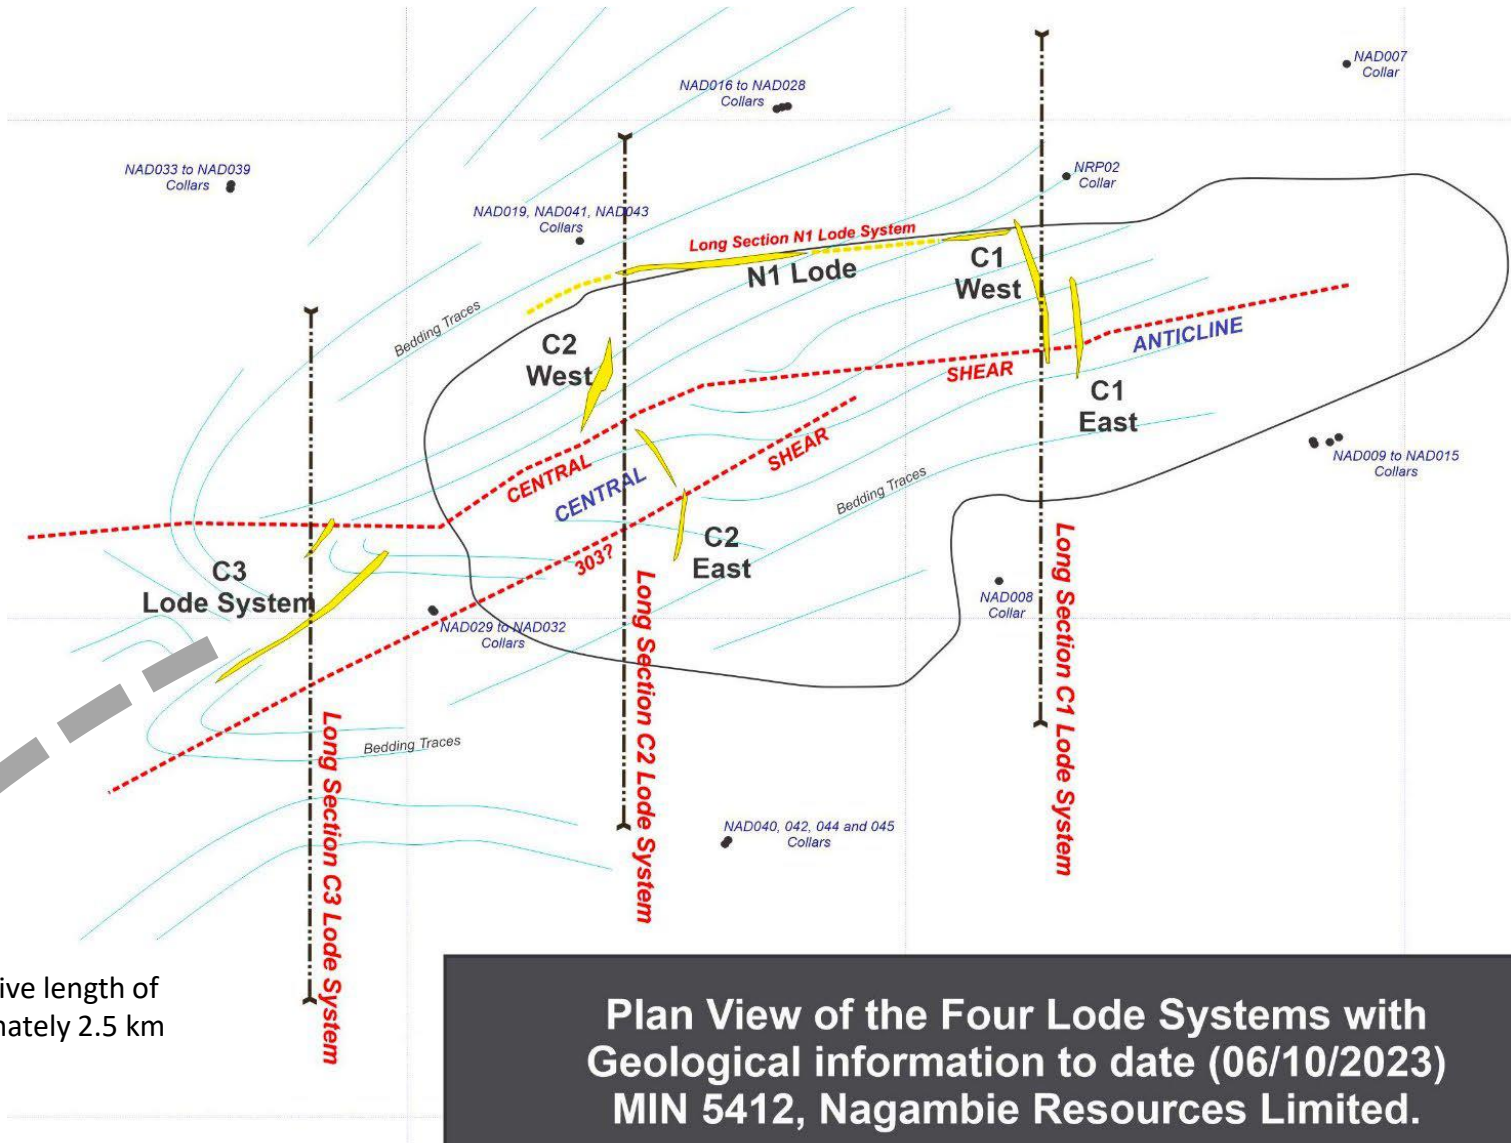 NAD007
Collar
NAD016 to NAD028
Collars
NAD033 to NAD039
Collars
NRP02
Collar
NAD019, NAD041, NAD043
Collars
Long Section N1 Lode System
N1 Lode
C1
West
Bedding Traces
C2
West
ANTICLINE
SHEAR
C1
East
CENTRAL
CENTRAL
SHEAR
NAD009 to NAD015
Collars
Bedding Traces
C2
East
303?
C3
Lode System
NAD008
Collar
NAD029 to NAD032
Collars
Long Section C1 Lode System
Long Section C2 Lode System
Long Section C3 Lode System
Bedding Traces
NAD040, 042, 044 and 045
Collars
ive length of
nately 2.5 km
Plan View of the Four Lode Systems with
Geological information to date (06/10/2023)
MIN 5412, Nagambie Resources Limited.